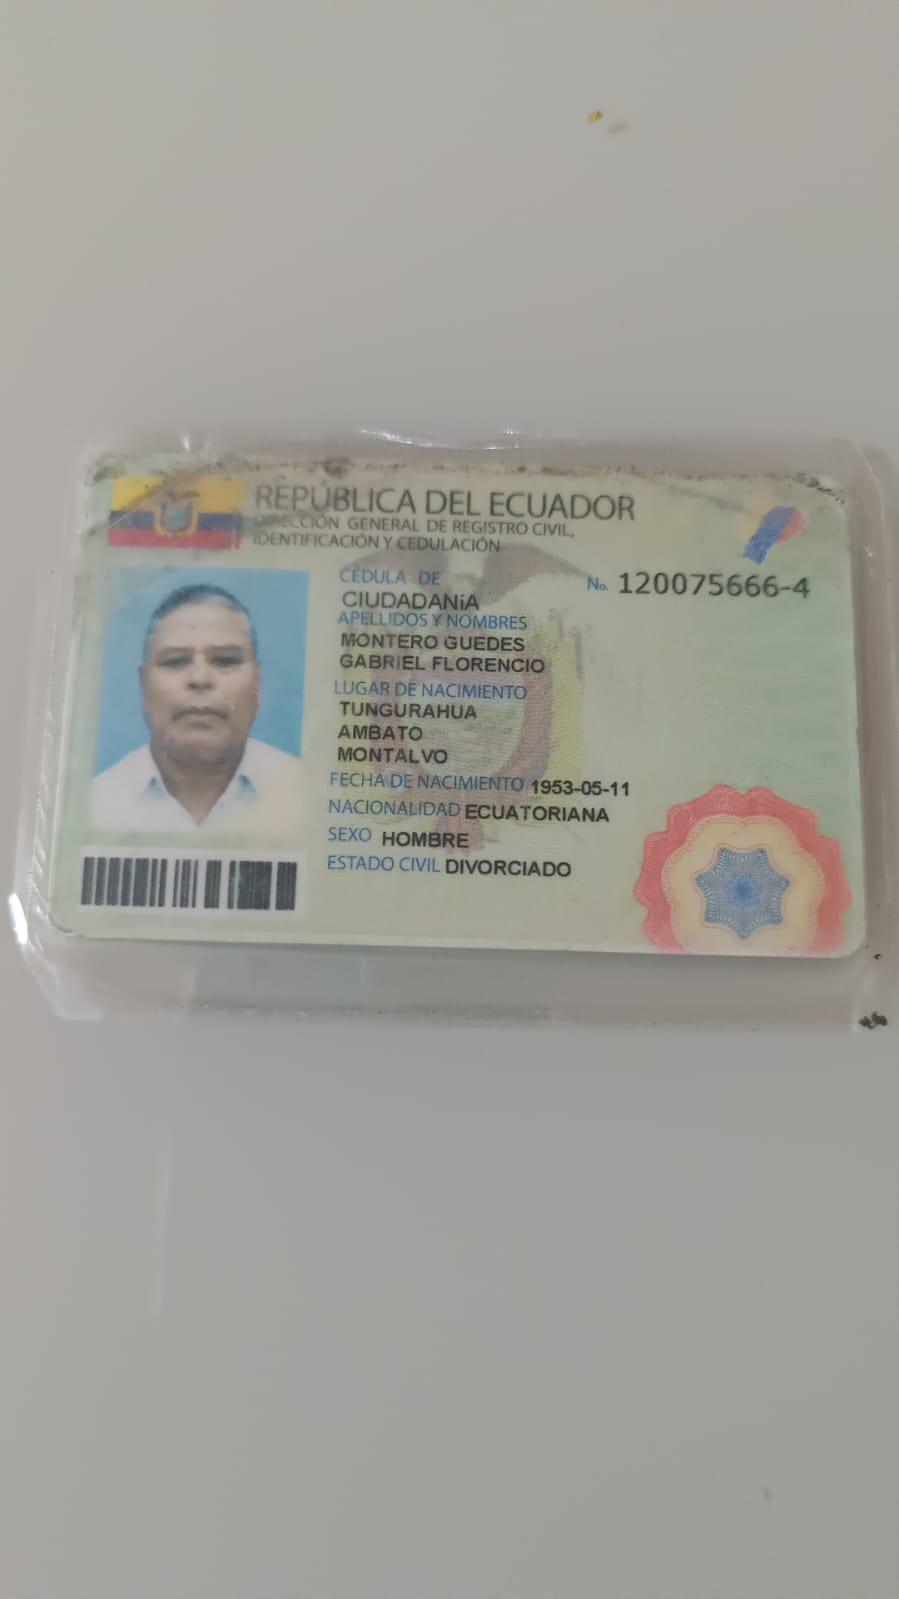 REPÚBLICA DEL ECUADOR
DIRECCIÓN GENERAL DE REGISTRO CIVIL,
IDENTIFICACIÓN Y CEDULACIÓN
CÉDULA DE
CIUDADANíA
No. 120075666-4
APELLIDOS Y NOMBRES
MONTERO GUEDES
GABRIEL FLORENCIO
LUGAR DE NACIMIENTO
TUNGURAHUA
AMBATO
MONTALVO
FECHA DE NACIMIENTO 1953-05-11
NACIONALIDAD ECUATORIANA
SEXO HOMBRE
ESTADO CIVIL DIVORCIADO